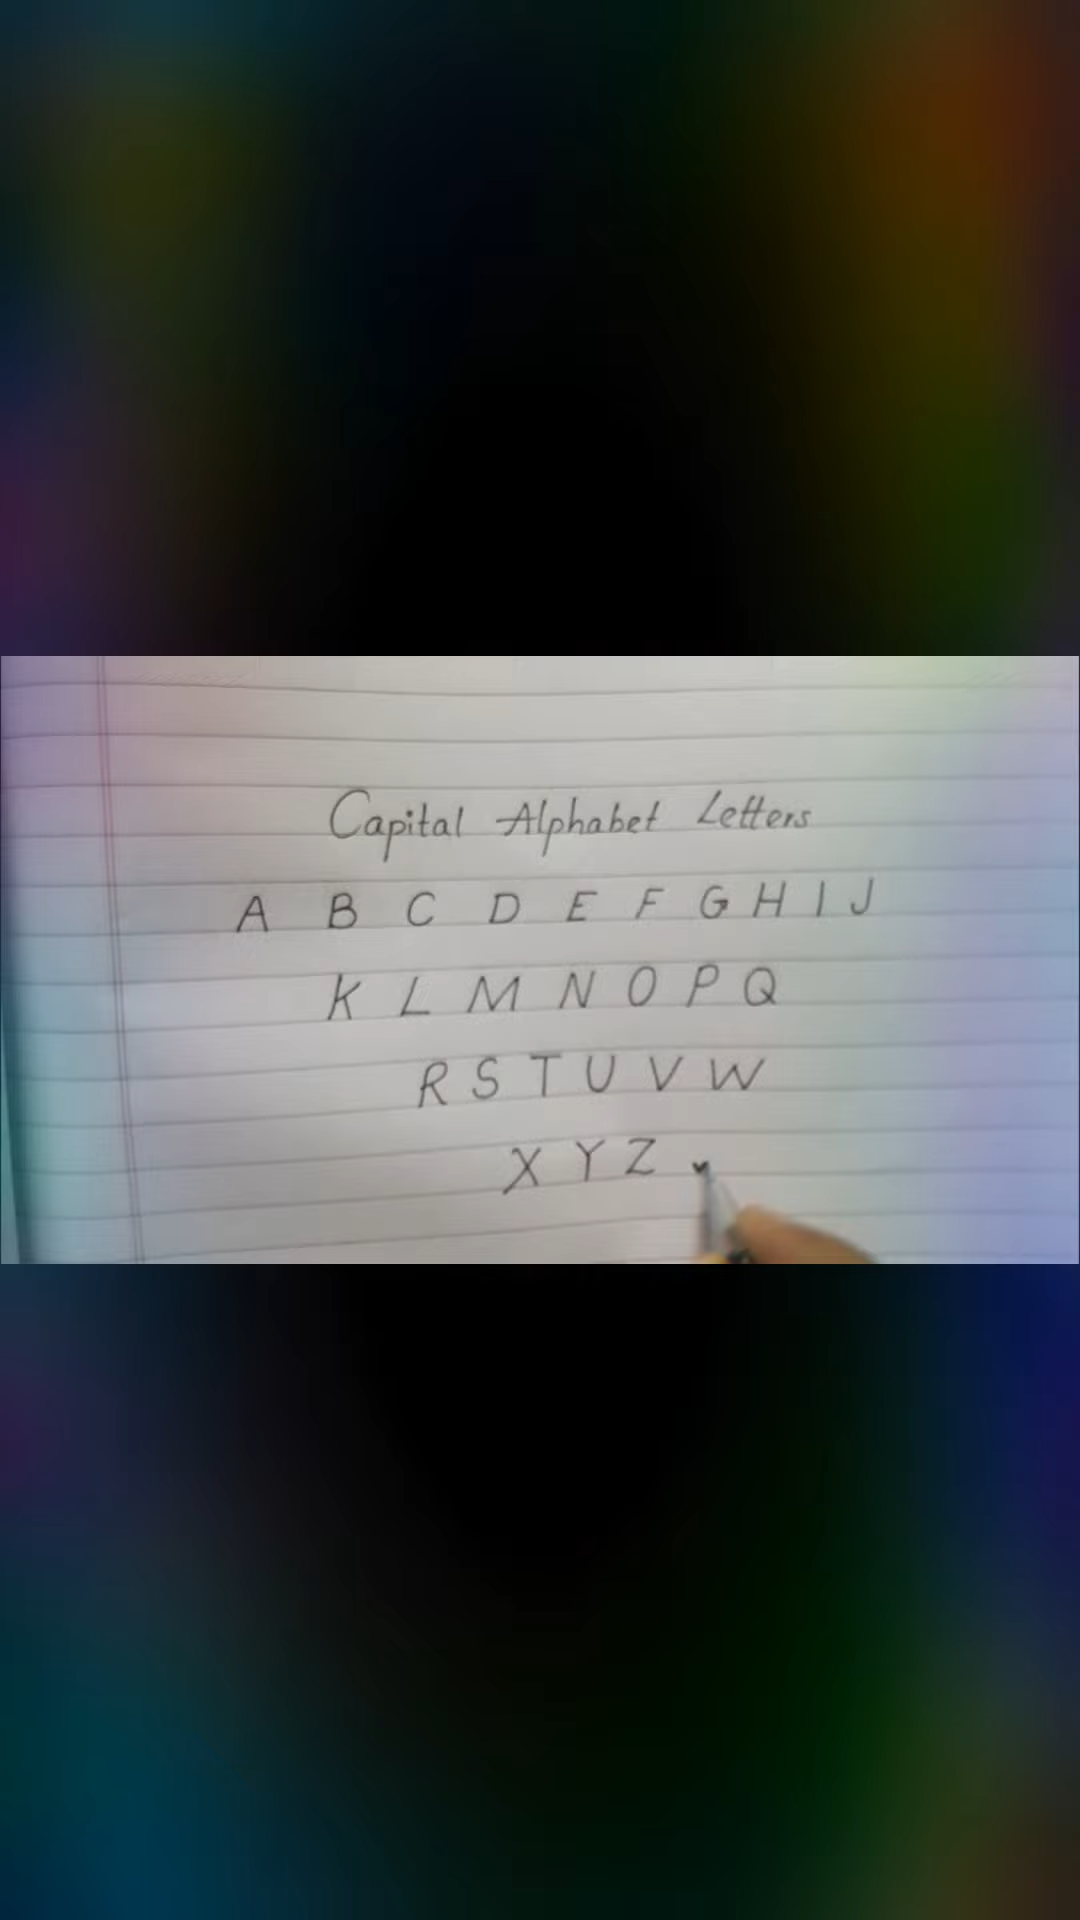 Capital Alphabet Letters
A B C D E F G H I J
K L M N O P Q
R S T U V W
X Y Z